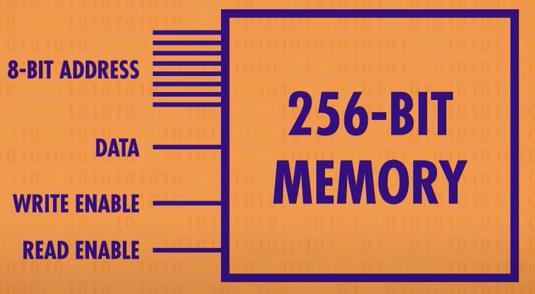 8-BIT ADDRESS
DATA
WRITE ENABLE
READ ENABLE
256-BIT
MEMORY